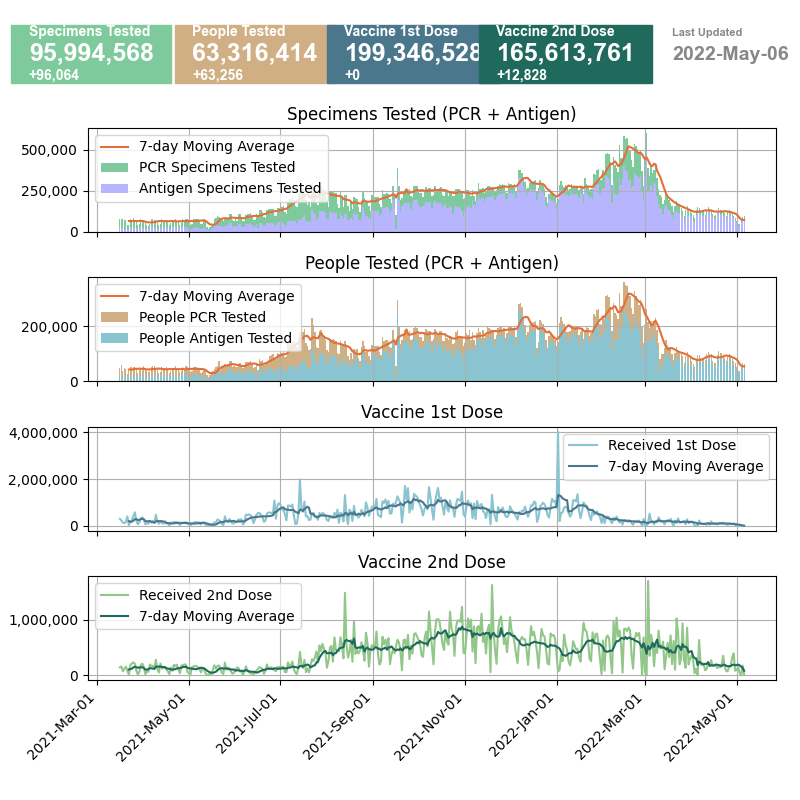 Specimens Tested
95,994,568
+96,064
People Tested
63,316,414
+63,256
Vaccine 1st Dose
199,346,528
+0
Vaccine 2nd Dose
165,613,761
+12,828
Last Updated
2022-May-06
Specimens Tested (PCR + Antigen)
500,000
250,000
0
7-day Moving Average
PCR Specimens Tested
Antigen Specimens Tested
People Tested (PCR + Antigen)
200,000
0
7-day Moving Average
People PCR Tested
People Antigen Tested
Vaccine 1st Dose
4,000,000
2,000,000
0
Received 1st Dose
7-day Moving Average
Vaccine 2nd Dose
1,000,000
0
Received 2nd Dose
7-day Moving Average
2021-Mar-01
2021-May-01
2021-Jul-01
2021-Sep-01
2021-Nov-01
2022-Jan-01
2022-Mar-01
2022-May-01